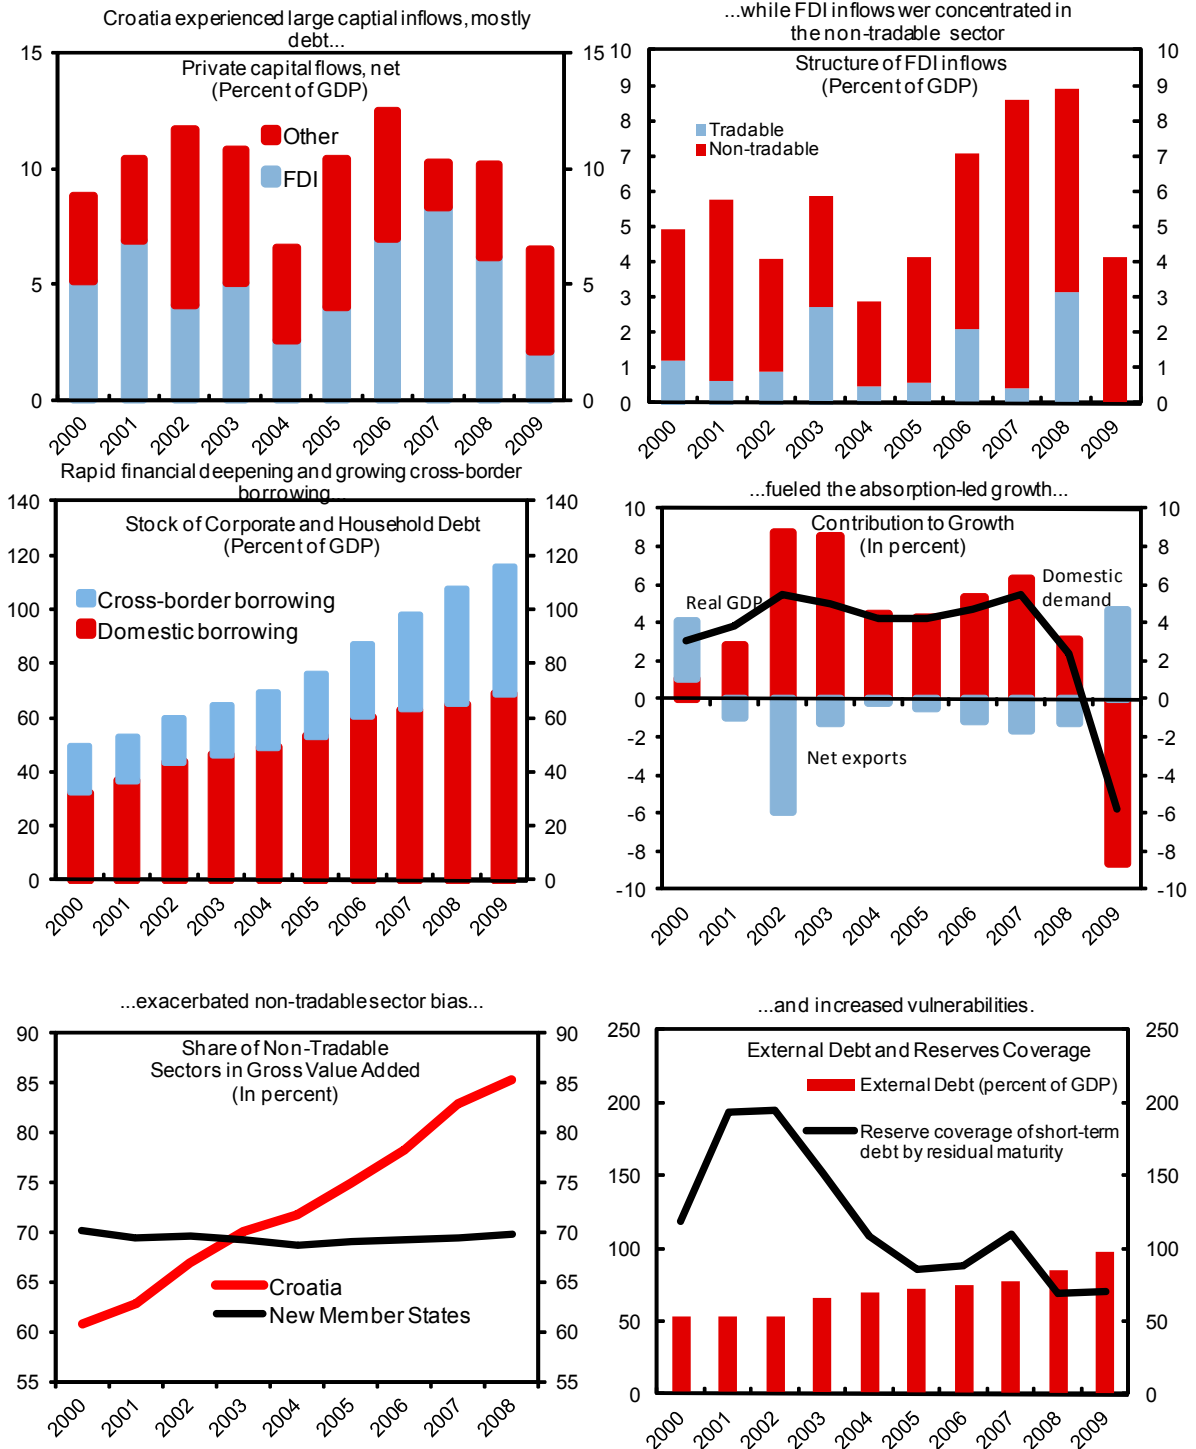 Croatia experienced large captial inflows, mostly
debt...
Private capital flows, net
(Percent of GDP)
Other
FDI
15
10
5
0
15
10
5
0
2000 2001 2002 2003 2004 2005 2006 2007 2008 2009
...while FDI inflows wer concentrated in
the non-tradable sector
Structure of FDI inflows
(Percent of GDP)
Tradable
Non-tradable
10
9
8
7
6
5
4
3
2
1
0
10
9
8
7
6
5
4
3
2
1
0
2000 2001 2002 2003 2004 2005 2006 2007 2008 2009
Rapid financial deepening and growing cross-border
borrowing...
Stock of Corporate and Household Debt
(Percent of GDP)
Cross-border borrowing
Domestic borrowing
140
120
100
80
60
40
20
0
140
120
100
80
60
40
20
0
2000 2001 2002 2003 2004 2005 2006 2007 2008 2009
...fueled the absorption-led growth...
Contribution to Growth
(In percent)
Real GDP
Domestic
demand
Net exports
10
8
6
4
2
0
-2
-4
-6
-8
-10
10
8
6
4
2
0
-2
-4
-6
-8
-10
2000 2001 2002 2003 2004 2005 2006 2007 2008 2009
...exacerbated non-tradable sector bias...
Share of Non-Tradable
Sectors in Gross Value Added
(In percent)
Croatia
New Member States
90
85
80
75
70
65
60
55
90
85
80
75
70
65
60
55
2000 2001 2002 2003 2004 2005 2006 2007 2008
...and increased vulnerabilities.
External Debt and Reserves Coverage
External Debt (percent of GDP)
Reserve coverage of short-term
debt by residual maturity
250
200
150
100
50
0
250
200
150
100
50
0
2000 2001 2002 2003 2004 2005 2006 2007 2008 2009